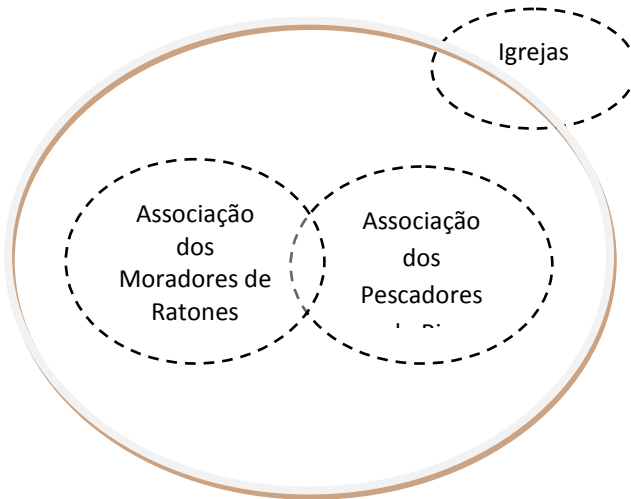 Igrejas
Associação
dos
Moradores de
Ratones
Associação
dos
Pescadores